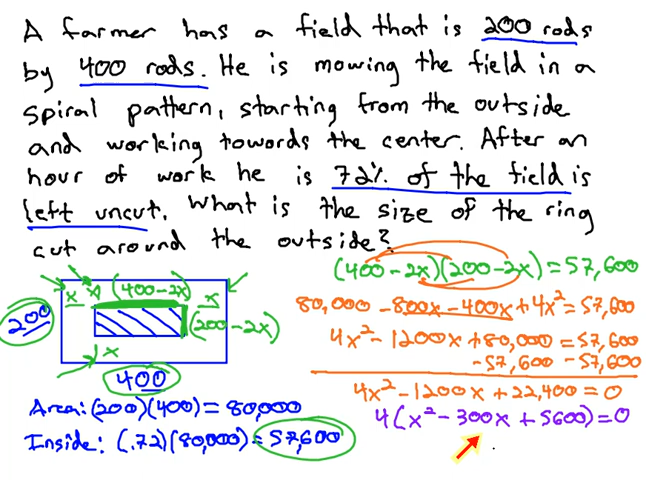 A farmer has a field that is 200 rods
by 400 rods. He is mowing the field in a
spiral pattern, starting from the outside
and working towards the center. After an
hour of work he is 72% of the field is
left uncut. What is the size of the ring
cut around the outside?
(400-2x)(200-2x)=57,600
80,000-800x-400x+4x²=57,600
4x²-1200x+80,000=57,600
-57,600 -57,600
4x²-1200x+22,400=0
4(x²-300x+5600)=0
x x (400-2x) x
200
(200-2x)
x
400
Area: (200)(400)=80,000
Inside: (.72)(80,000)=57,600